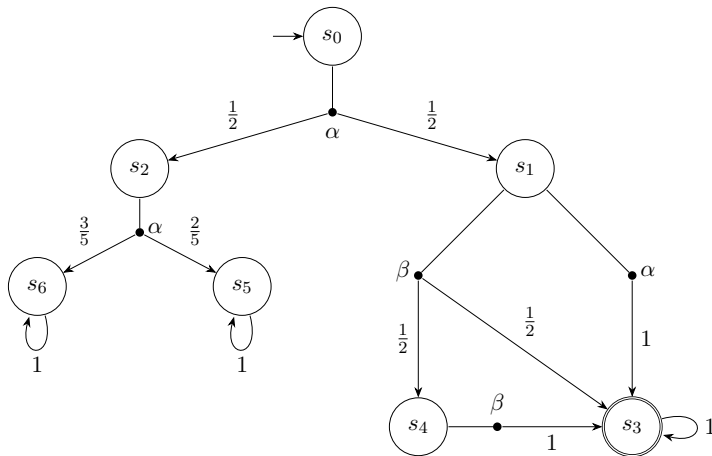 s₀
1/2 1/2
α
s₂ s₁
3/5 α 2/5
s₆ s₅ β α
1/2 1/2 1
1 1
β
s₄ s₃ 1
1